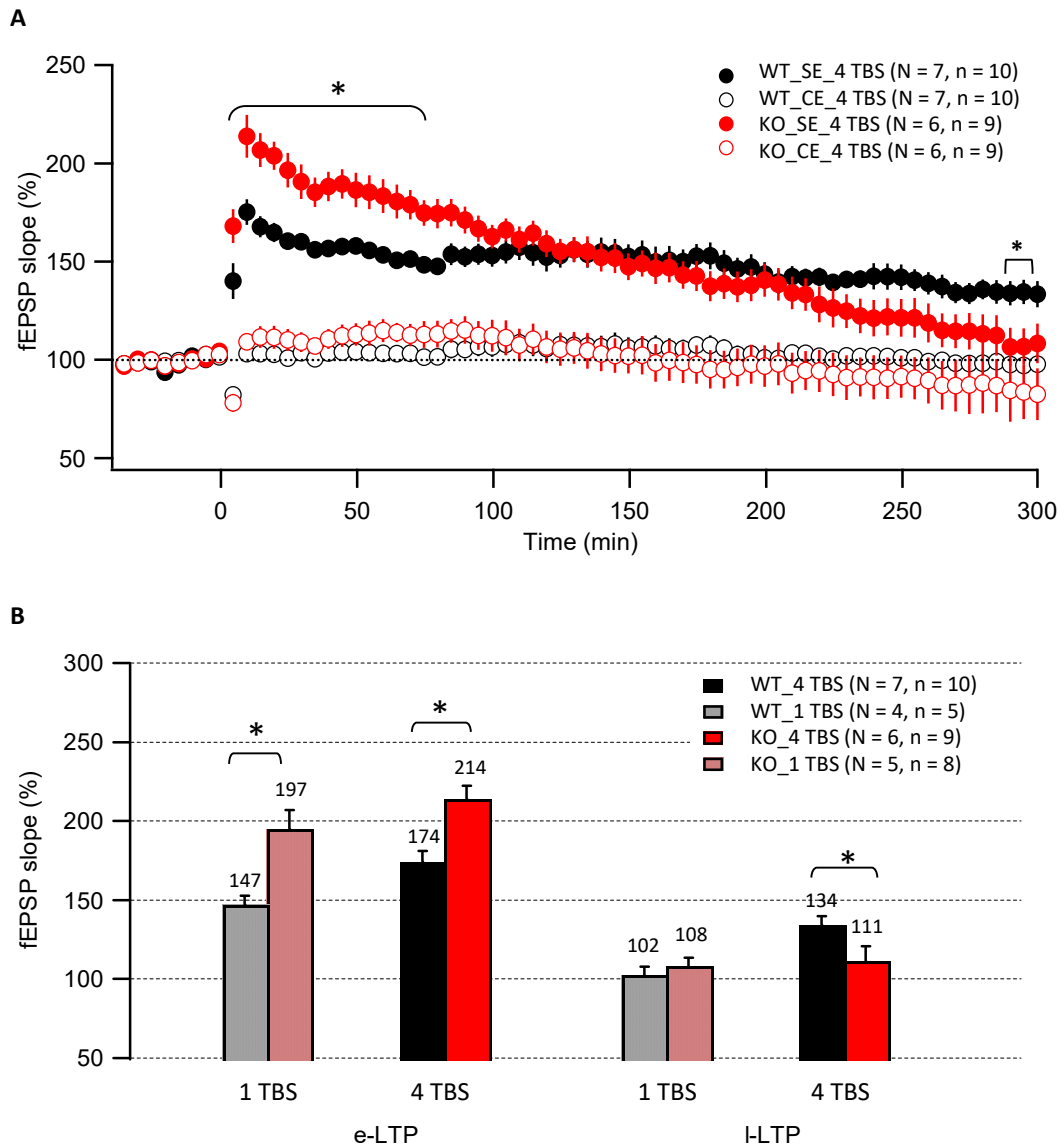 A
250
200
150
100
50
fEPSP slope (%)
*
*
WT_SE_4 TBS (N = 7, n = 10)
WT_CE_4 TBS (N = 7, n = 10)
KO_SE_4 TBS (N = 6, n = 9)
KO_CE_4 TBS (N = 6, n = 9)
0 50 100 150 200 250 300
Time (min)
B
300
250
200
150
100
50
fEPSP slope (%)
WT_4 TBS (N = 7, n = 10)
WT_1 TBS (N = 4, n = 5)
KO_4 TBS (N = 6, n = 9)
KO_1 TBS (N = 5, n = 8)
* * *
147 197 174 214 102 108 134 111
1 TBS 4 TBS 1 TBS 4 TBS
e-LTP l-LTP